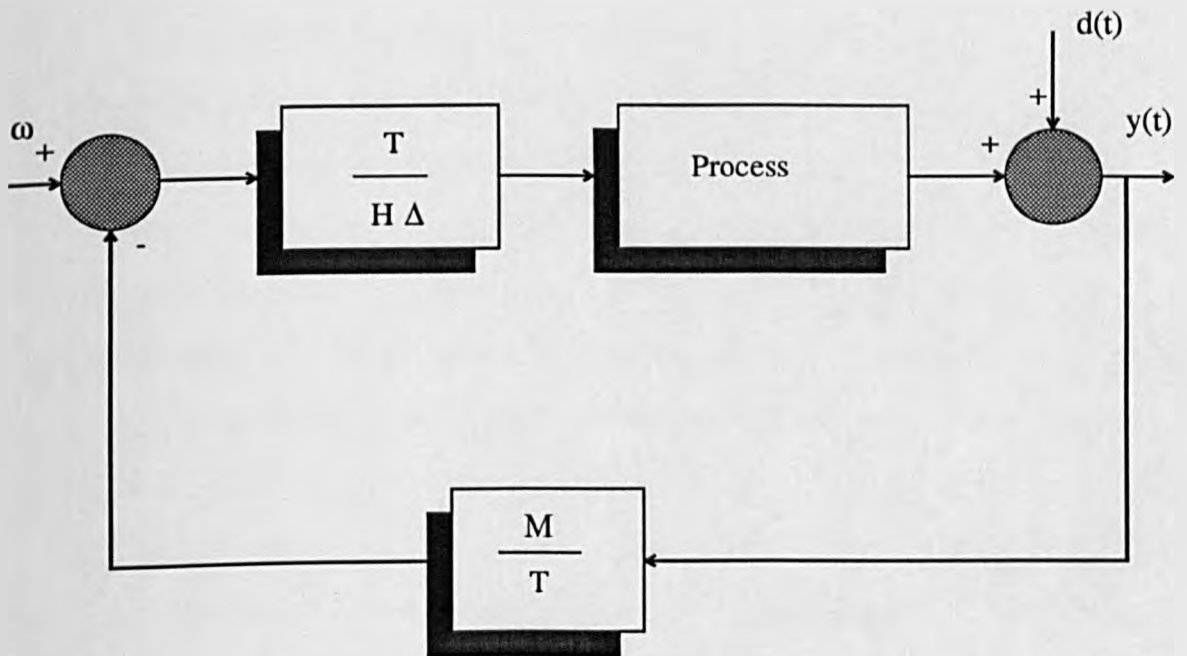 d(t)
ω
+
T
H Δ
Process
+
+
y(t)
-
M
T